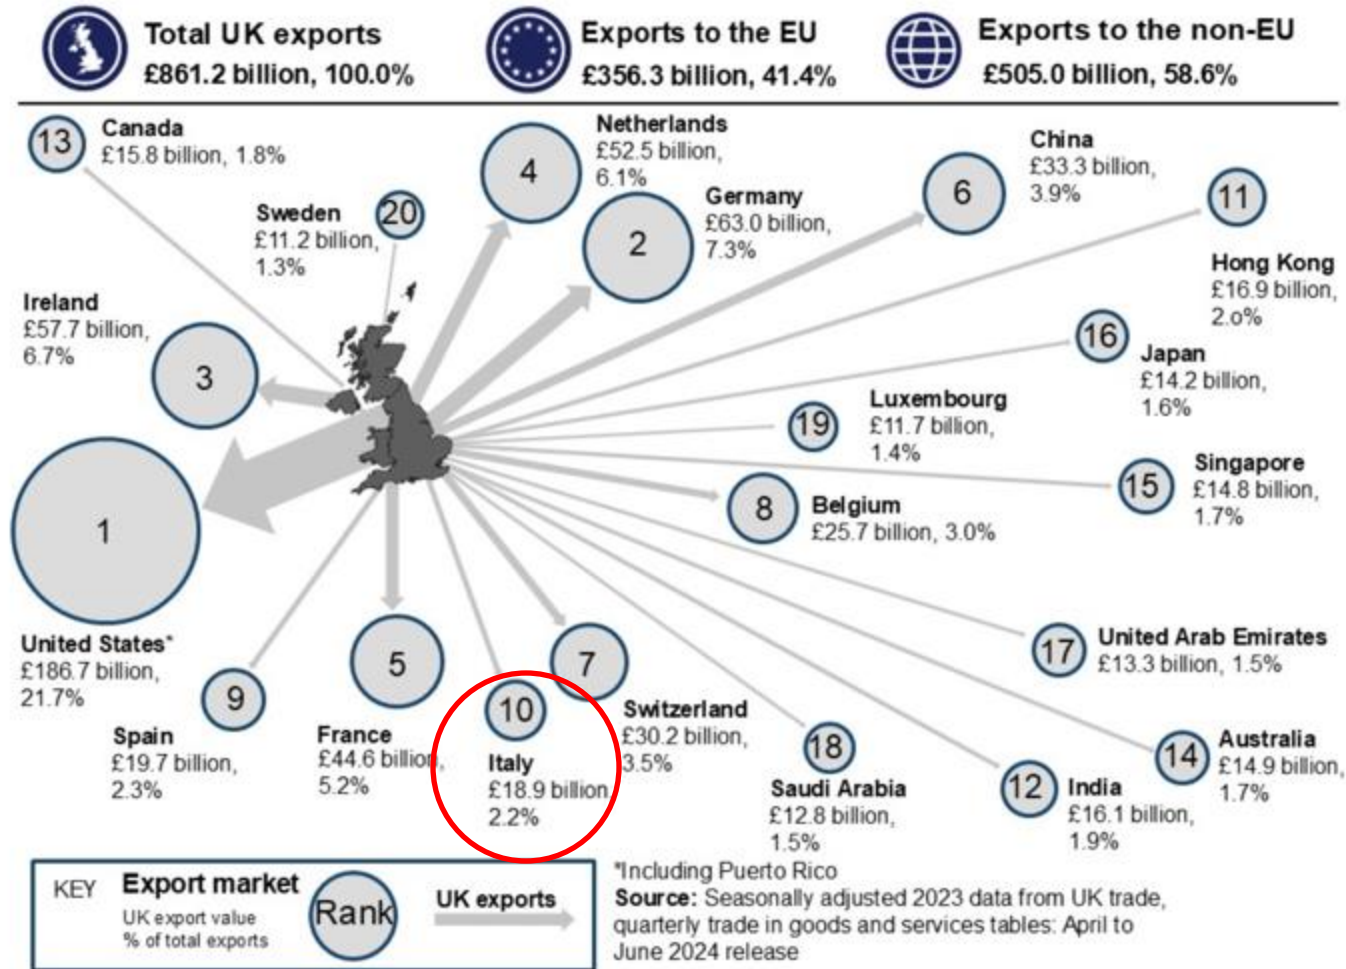 Total UK exports
£861.2 billion, 100.0%
Exports to the EU
£356.3 billion, 41.4%
Exports to the non-EU
£505.0 billion, 58.6%
13
Canada
£15.8 billion, 1.8%
Sweden
£11.2 billion,
1.3%
20
4
Netherlands
£52.5 billion,
6.1%
2
Germany
£63.0 billion,
7.3%
6
China
£33.3 billion,
3.9%
11
Hong Kong
£16.9 billion,
2.o%
Ireland
£57.7 billion,
6.7%
3
16
Japan
£14.2 billion,
1.6%
19
Luxembourg
£11.7 billion,
1.4%
15
Singapore
£14.8 billion,
1.7%
8
Belgium
£25.7 billion, 3.0%
1
United States*
£186.7 billion,
21.7%
9
Spain
£19.7 billion,
2.3%
5
France
£44.6 billion,
5.2%
10
Italy
£18.9 billion
2.2%
7
Switzerland
£30.2 billion,
3.5%
17
United Arab Emirates
£13.3 billion, 1.5%
18
Saudi Arabia
£12.8 billion,
1.5%
12
India
£16.1 billion,
1.9%
14
Australia
£14.9 billion,
1.7%
KEY
Export market
UK export value
% of total exports
Rank
UK exports
*Including Puerto Rico
Source: Seasonally adjusted 2023 data from UK trade,
quarterly trade in goods and services tables: April to
June 2024 release